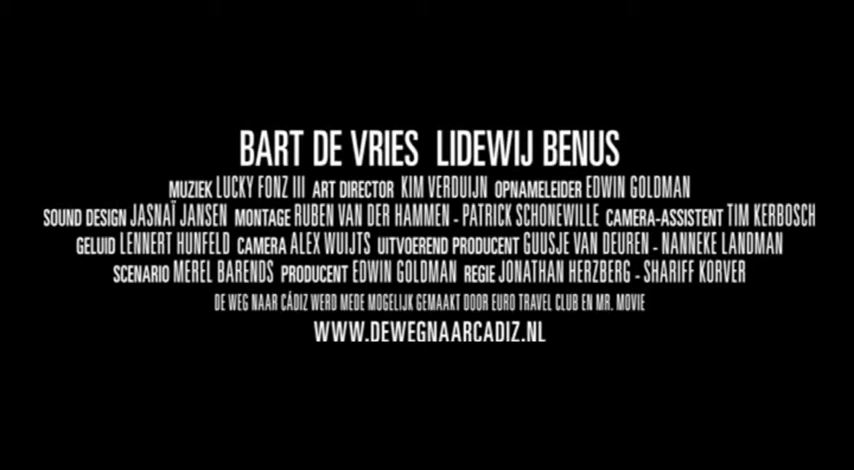 BART DE VRIES LIDEWIJ BENUS
MUZIEK LUCKY FONZ III ART DIRECTOR KIM VERDUIJN OPNAMELEIDER EDWIN GOLDMAN
SOUND DESIGN JASNAÏ JANSEN MONTAGE RUBEN VAN DER HAMMEN - PATRICK SCHONEWILLE CAMERA-ASSISTENT TIM KERBOSCH
GELUID LENNERT HUNFELD CAMERA ALEX WUIJTS UITVOEREND PRODUCENT GUUSJE VAN DEUREN - NANNEKE LANDMAN
SCENARIO MEREL BARENDS PRODUCENT EDWIN GOLDMAN REGIE JONATHAN HERZBERG - SHARIFF KORVER
DE WEG NAAR CÁDIZ WERD MEDE MOGELIJK GEMAAKT DOOR EURO TRAVEL CLUB EN MR. MOVIE
WWW.DEWEGNAARCADIZ.NL